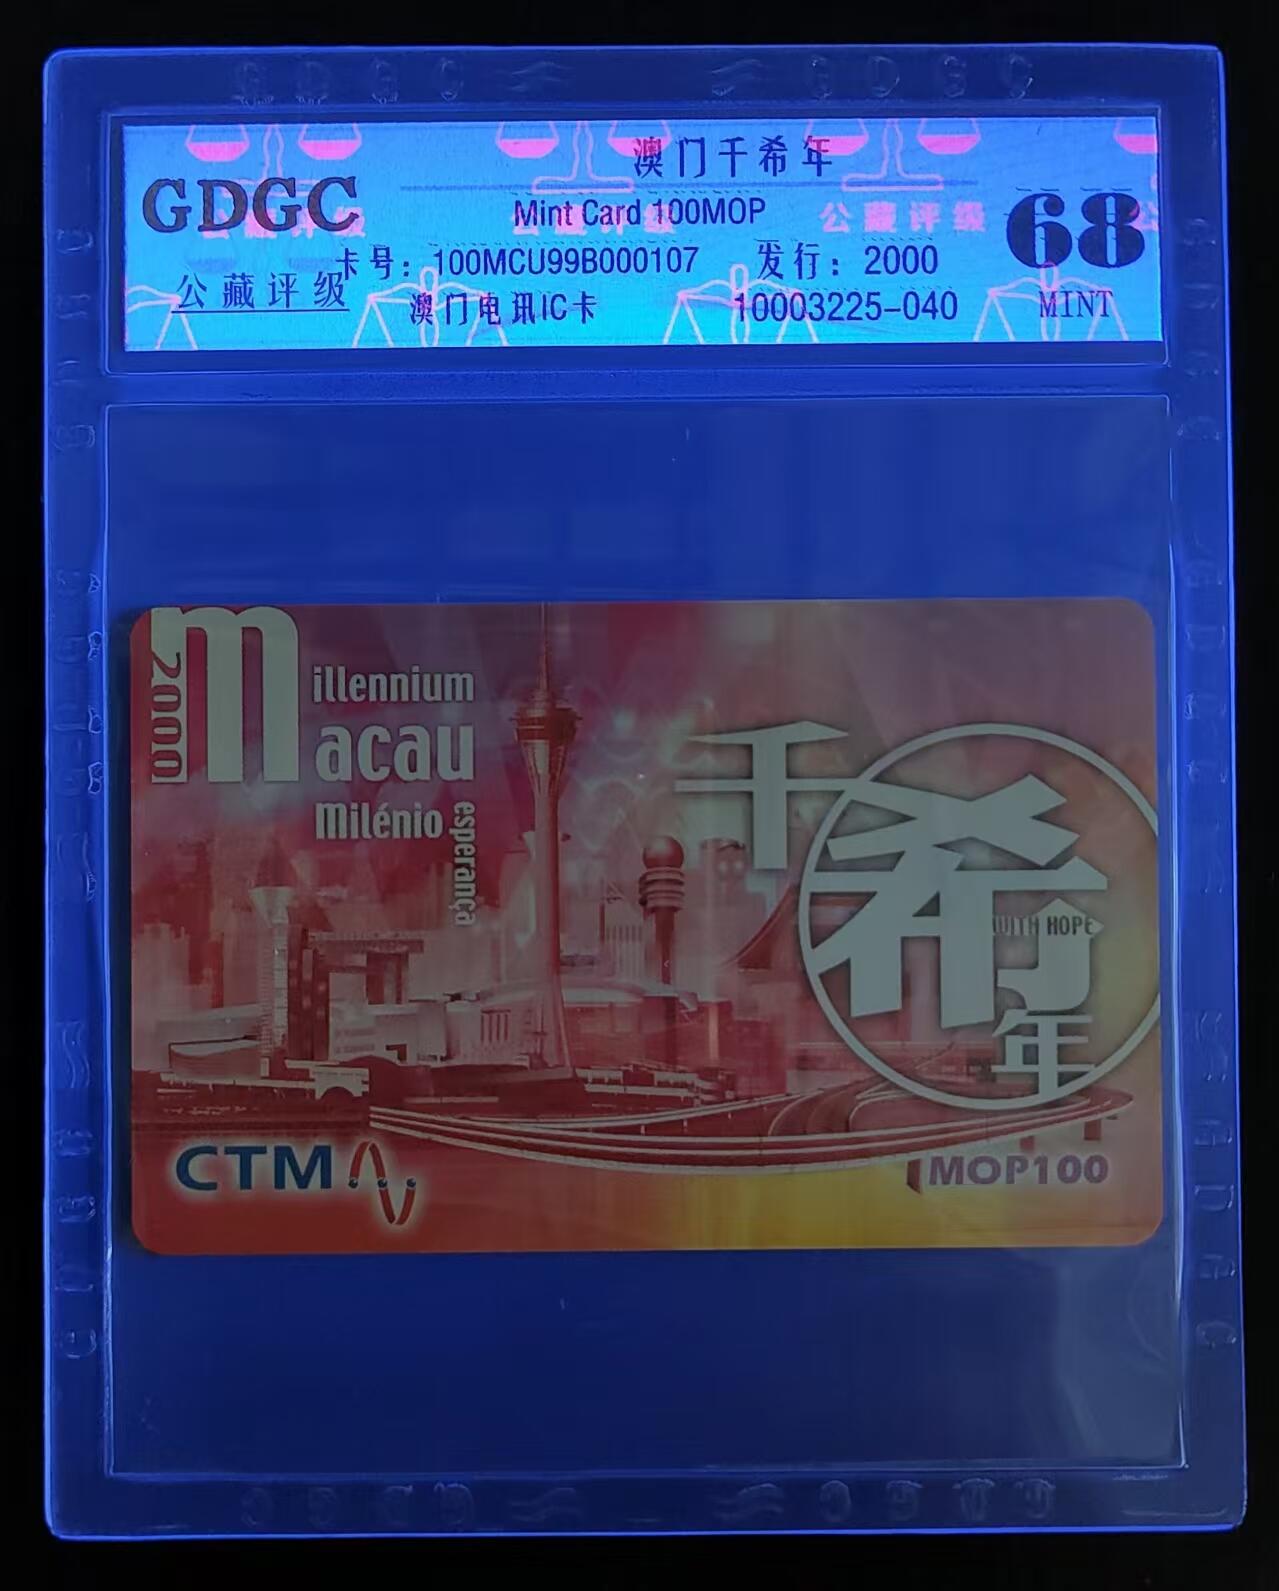 GDGC
公藏评级
澳门千希年
Mint Card 100MOP
卡号：100MCU99B000107 发行：2000
澳门电讯IC卡 10003225-040
68
MINT
公藏评级
2000
millennium
macau
milénio
esperança
千
希
WITH HOPE
年
CTM
MOP100